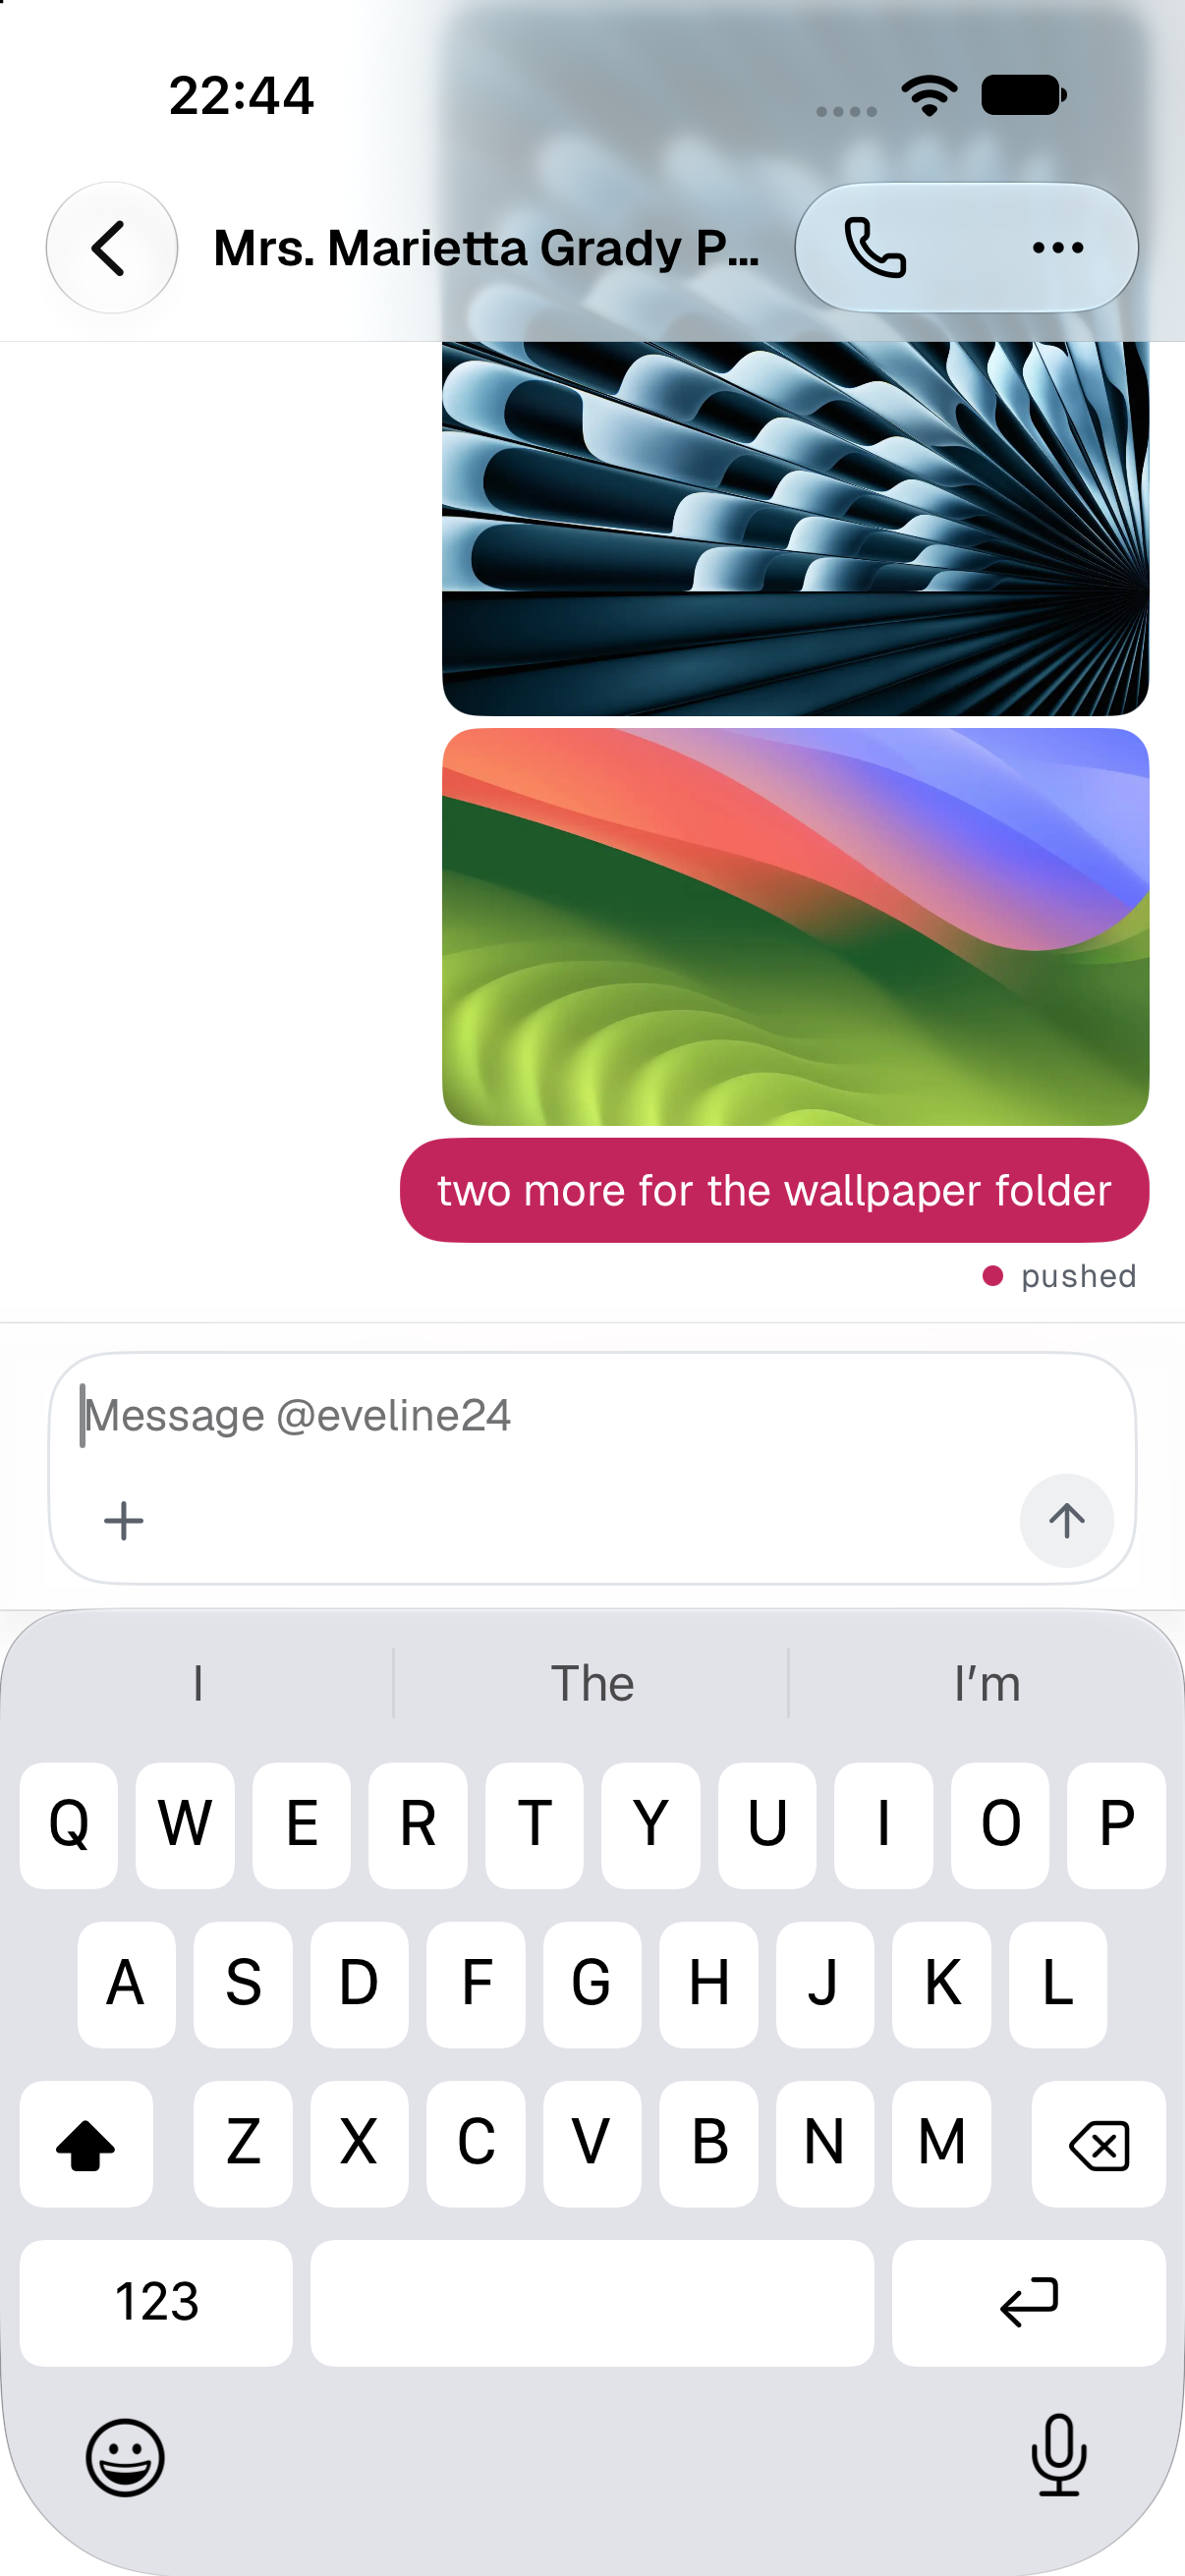 22:44
Mrs. Marietta Grady P...
two more for the wallpaper folder
pushed
Message @eveline24
I The I'm
Q W E R T Y U I O P
A S D F G H J K L
Z X C V B N M
123